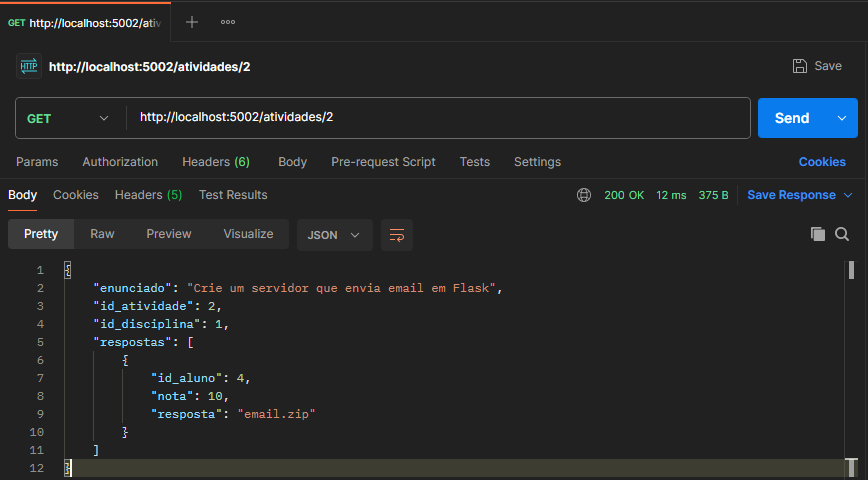 GET http://localhost:5002/ativ
HTTP http://localhost:5002/atividades/2 Save
GET http://localhost:5002/atividades/2 Send
Params Authorization Headers (6) Body Pre-request Script Tests Settings Cookies
Body Cookies Headers (5) Test Results 200 OK 12 ms 375 B Save Response
Pretty Raw Preview Visualize JSON
1 {
2 "enunciado": "Crie um servidor que envia email em Flask",
3 "id_atividade": 2,
4 "id_disciplina": 1,
5 "respostas": [
6 {
7 "id_aluno": 4,
8 "nota": 10,
9 "resposta": "email.zip"
10 }
11 ]
12 }